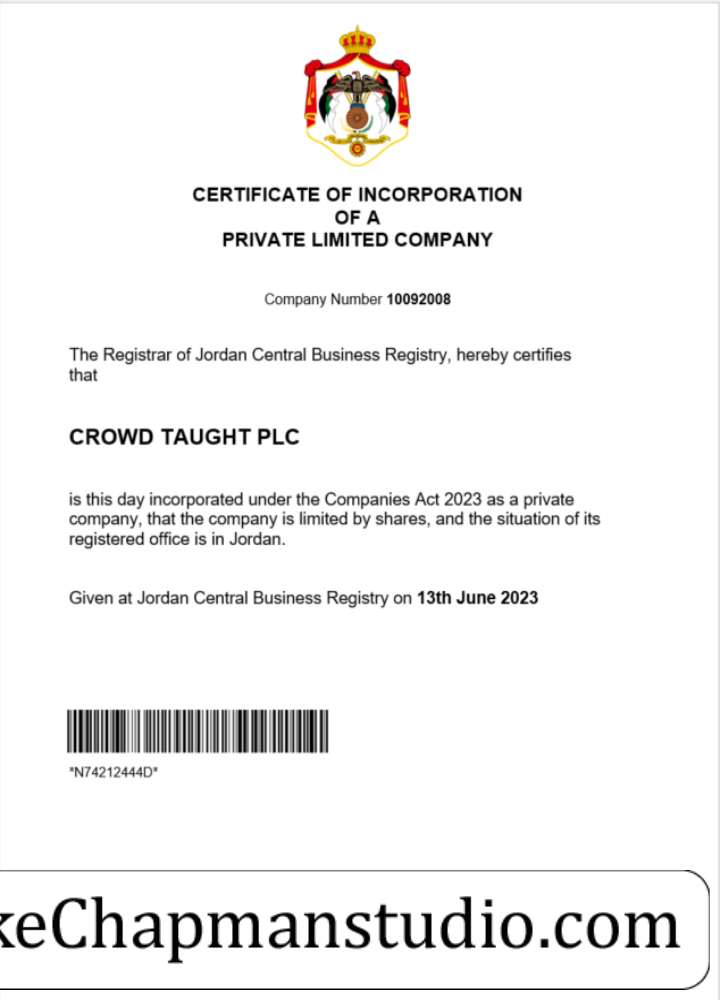 CERTIFICATE OF INCORPORATION
OF A
PRIVATE LIMITED COMPANY
Company Number 10092008
The Registrar of Jordan Central Business Registry, hereby certifies
that
CROWD TAUGHT PLC
is this day incorporated under the Companies Act 2023 as a private
company, that the company is limited by shares, and the situation of its
registered office is in Jordan.
Given at Jordan Central Business Registry on 13th June 2023
*N74212444D*
keChapmanstudio.com